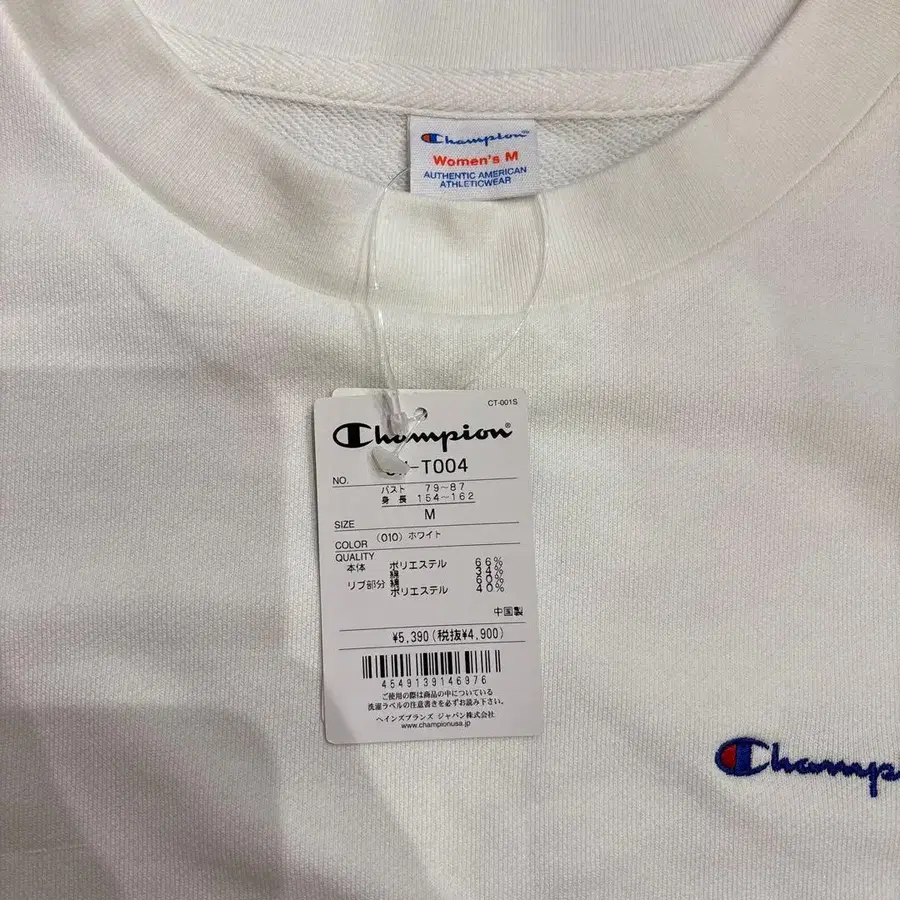 Champion
Women's M
AUTHENTIC AMERICAN
ATHLETICWEAR
CT-001S
Champion®
NO. -T004
バスト 79~87
身長 154~162
SIZE M
COLOR (010) ホワイト
QUALITY
本体 ポリエステル 66%
綿 34%
リブ部分 綿 60%
ポリエステル 40%
中国製
¥5,390(税抜¥4,900)
4549139146976
ご使用の際は商品の中についている
洗濯ラベルの注意書きを必ずお読み下さい。
ヘインズブランズ ジャパン株式会社
www.championusa.jp
Champ